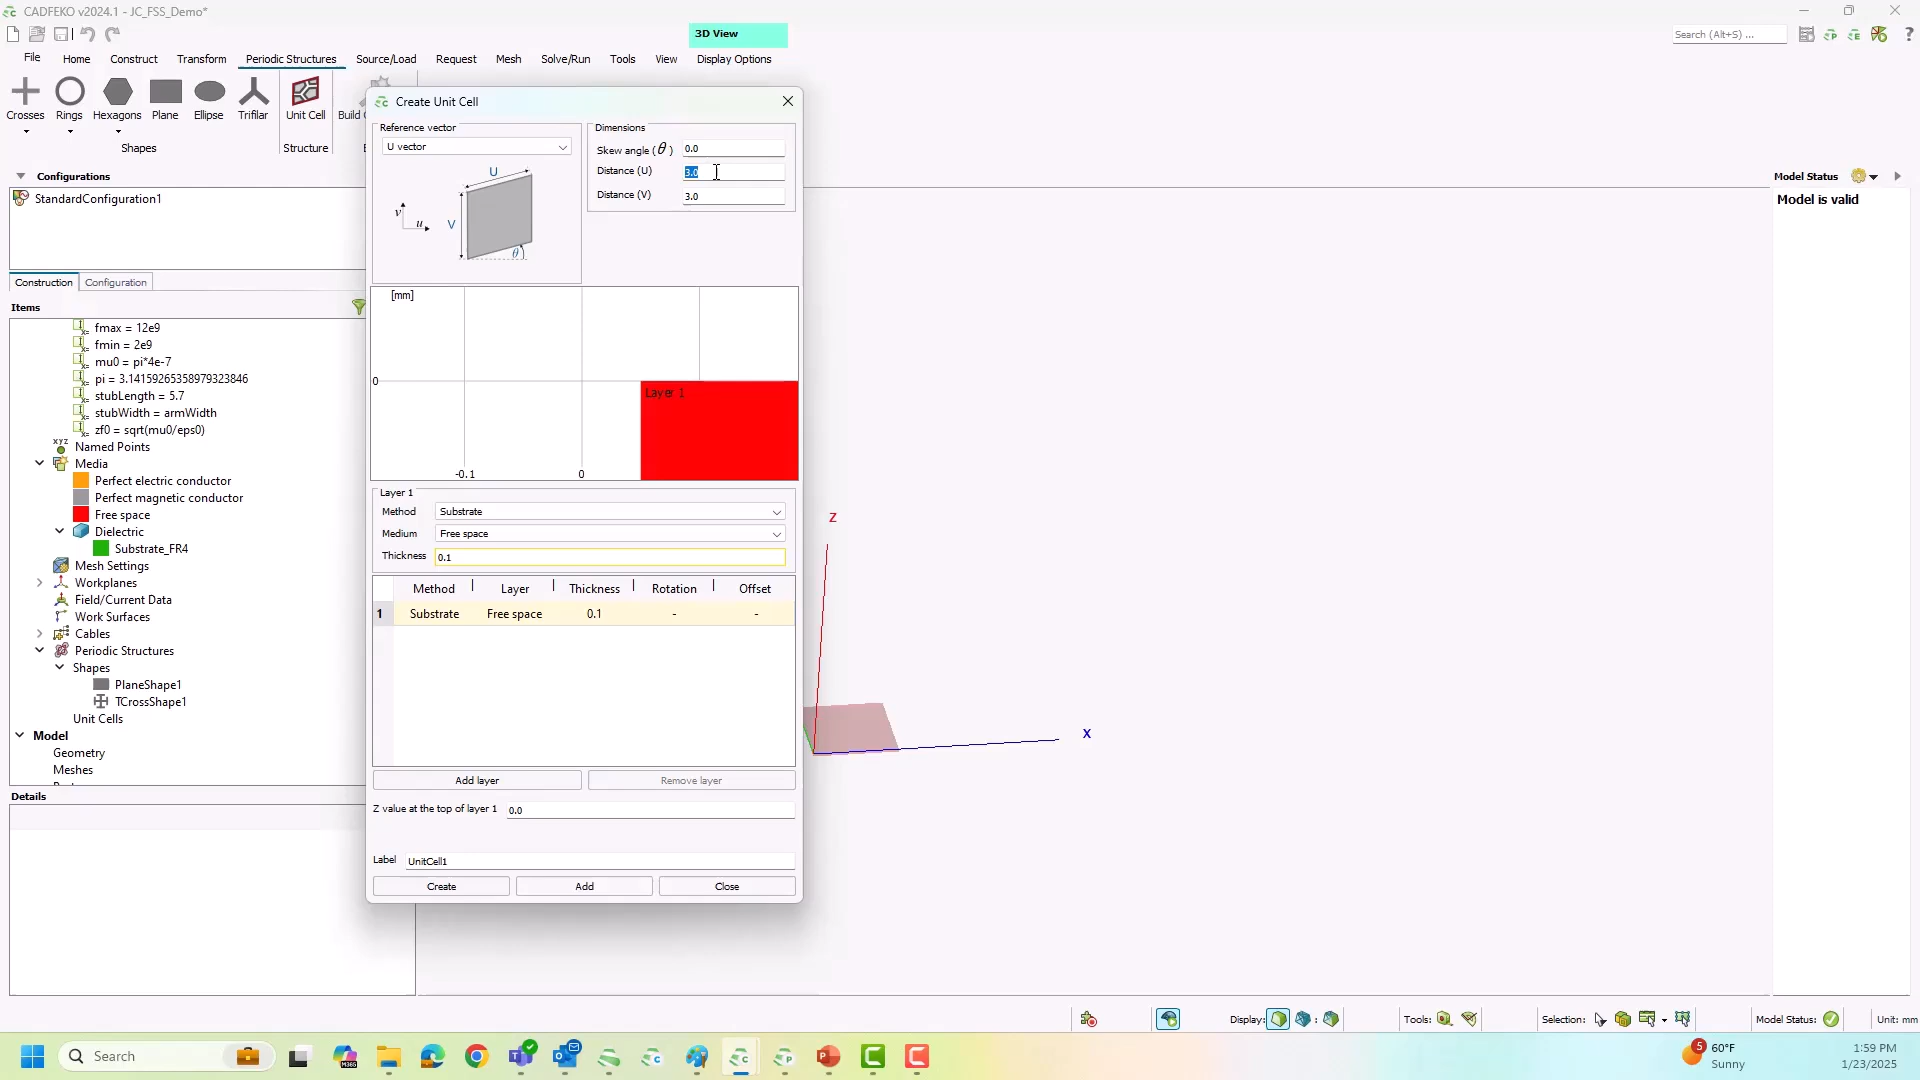 CADFEKO v2024.1 - JC_FSS_Demo*
3D View
Search (Alt+S) ...
File
Home
Construct
Transform
Periodic Structures
Source/Load
Request
Mesh
Solve/Run
Tools
View
Display Options
Crosses
Rings
Hexagons
Plane
Ellipse
Trifilar
Unit Cell
Build
Shapes
Structure
Create Unit Cell
Reference vector
U vector
U
V
v
u
θ
Dimensions
Skew angle (θ) 0.0
Distance (U) 3.0
Distance (V) 3.0
[mm]
0
Layer 1
-0.1
0
Layer 1
Method Substrate
Medium Free space
Thickness 0.1
Method Layer Thickness Rotation Offset
1 Substrate Free space 0.1 - -
Add layer
Remove layer
Z value at the top of layer 1 0.0
Label UnitCell1
Create
Add
Close
Configurations
StandardConfiguration1
Construction
Configuration
Items
fmax = 12e9
fmin = 2e9
mu0 = pi*4e-7
pi = 3.14159265358979323846
stubLength = 5.7
stubWidth = armWidth
zf0 = sqrt(mu0/eps0)
Named Points
Media
Perfect electric conductor
Perfect magnetic conductor
Free space
Dielectric
Substrate_FR4
Mesh Settings
Workplanes
Field/Current Data
Work Surfaces
Cables
Periodic Structures
Shapes
PlaneShape1
TCrossShape1
Unit Cells
Model
Geometry
Meshes
Details
Z
X
Model Status
Model is valid
Display:
Tools:
Selection:
Model Status:
Unit: mm
Search
5
60°F
Sunny
1:59 PM
1/23/2025